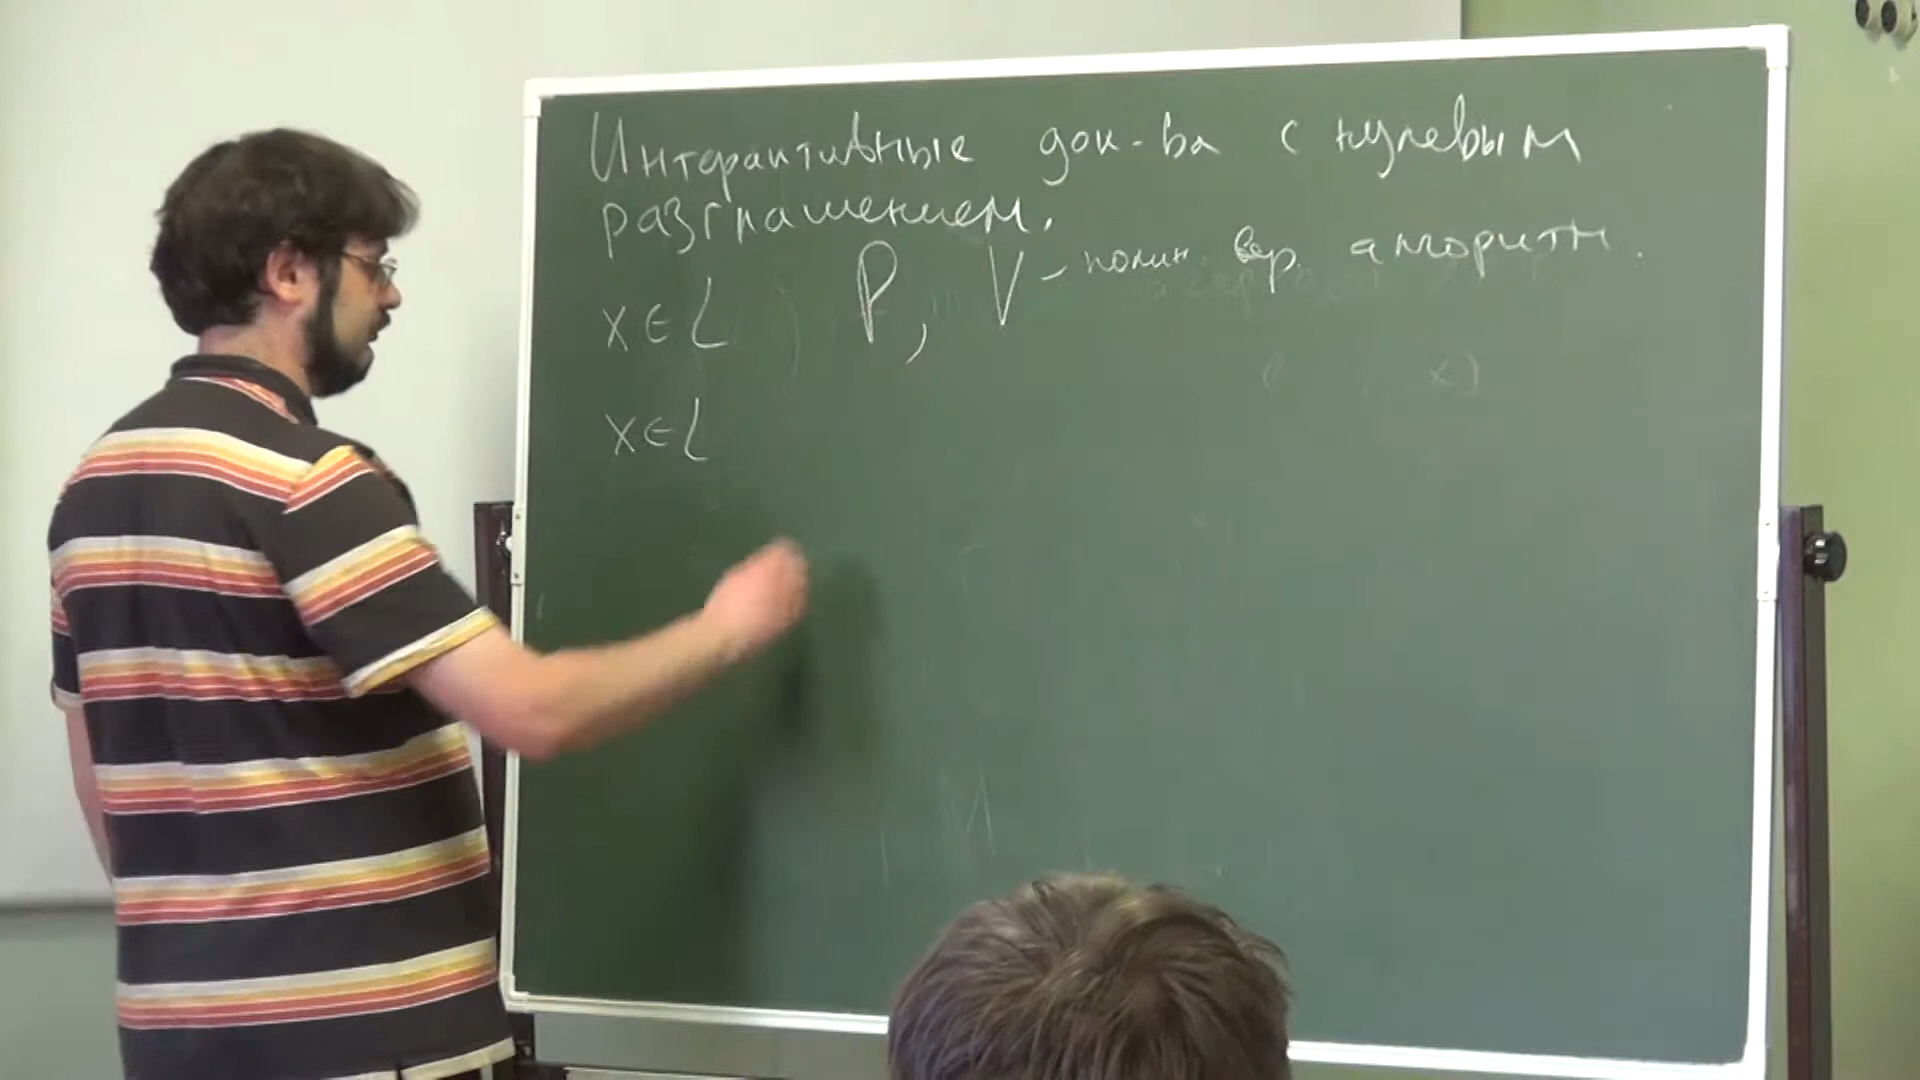 Интерактивные док-ва с нулевым
разглашением.
x ∈ L P, V – полин. вер. алгоритм.
x ∈ L